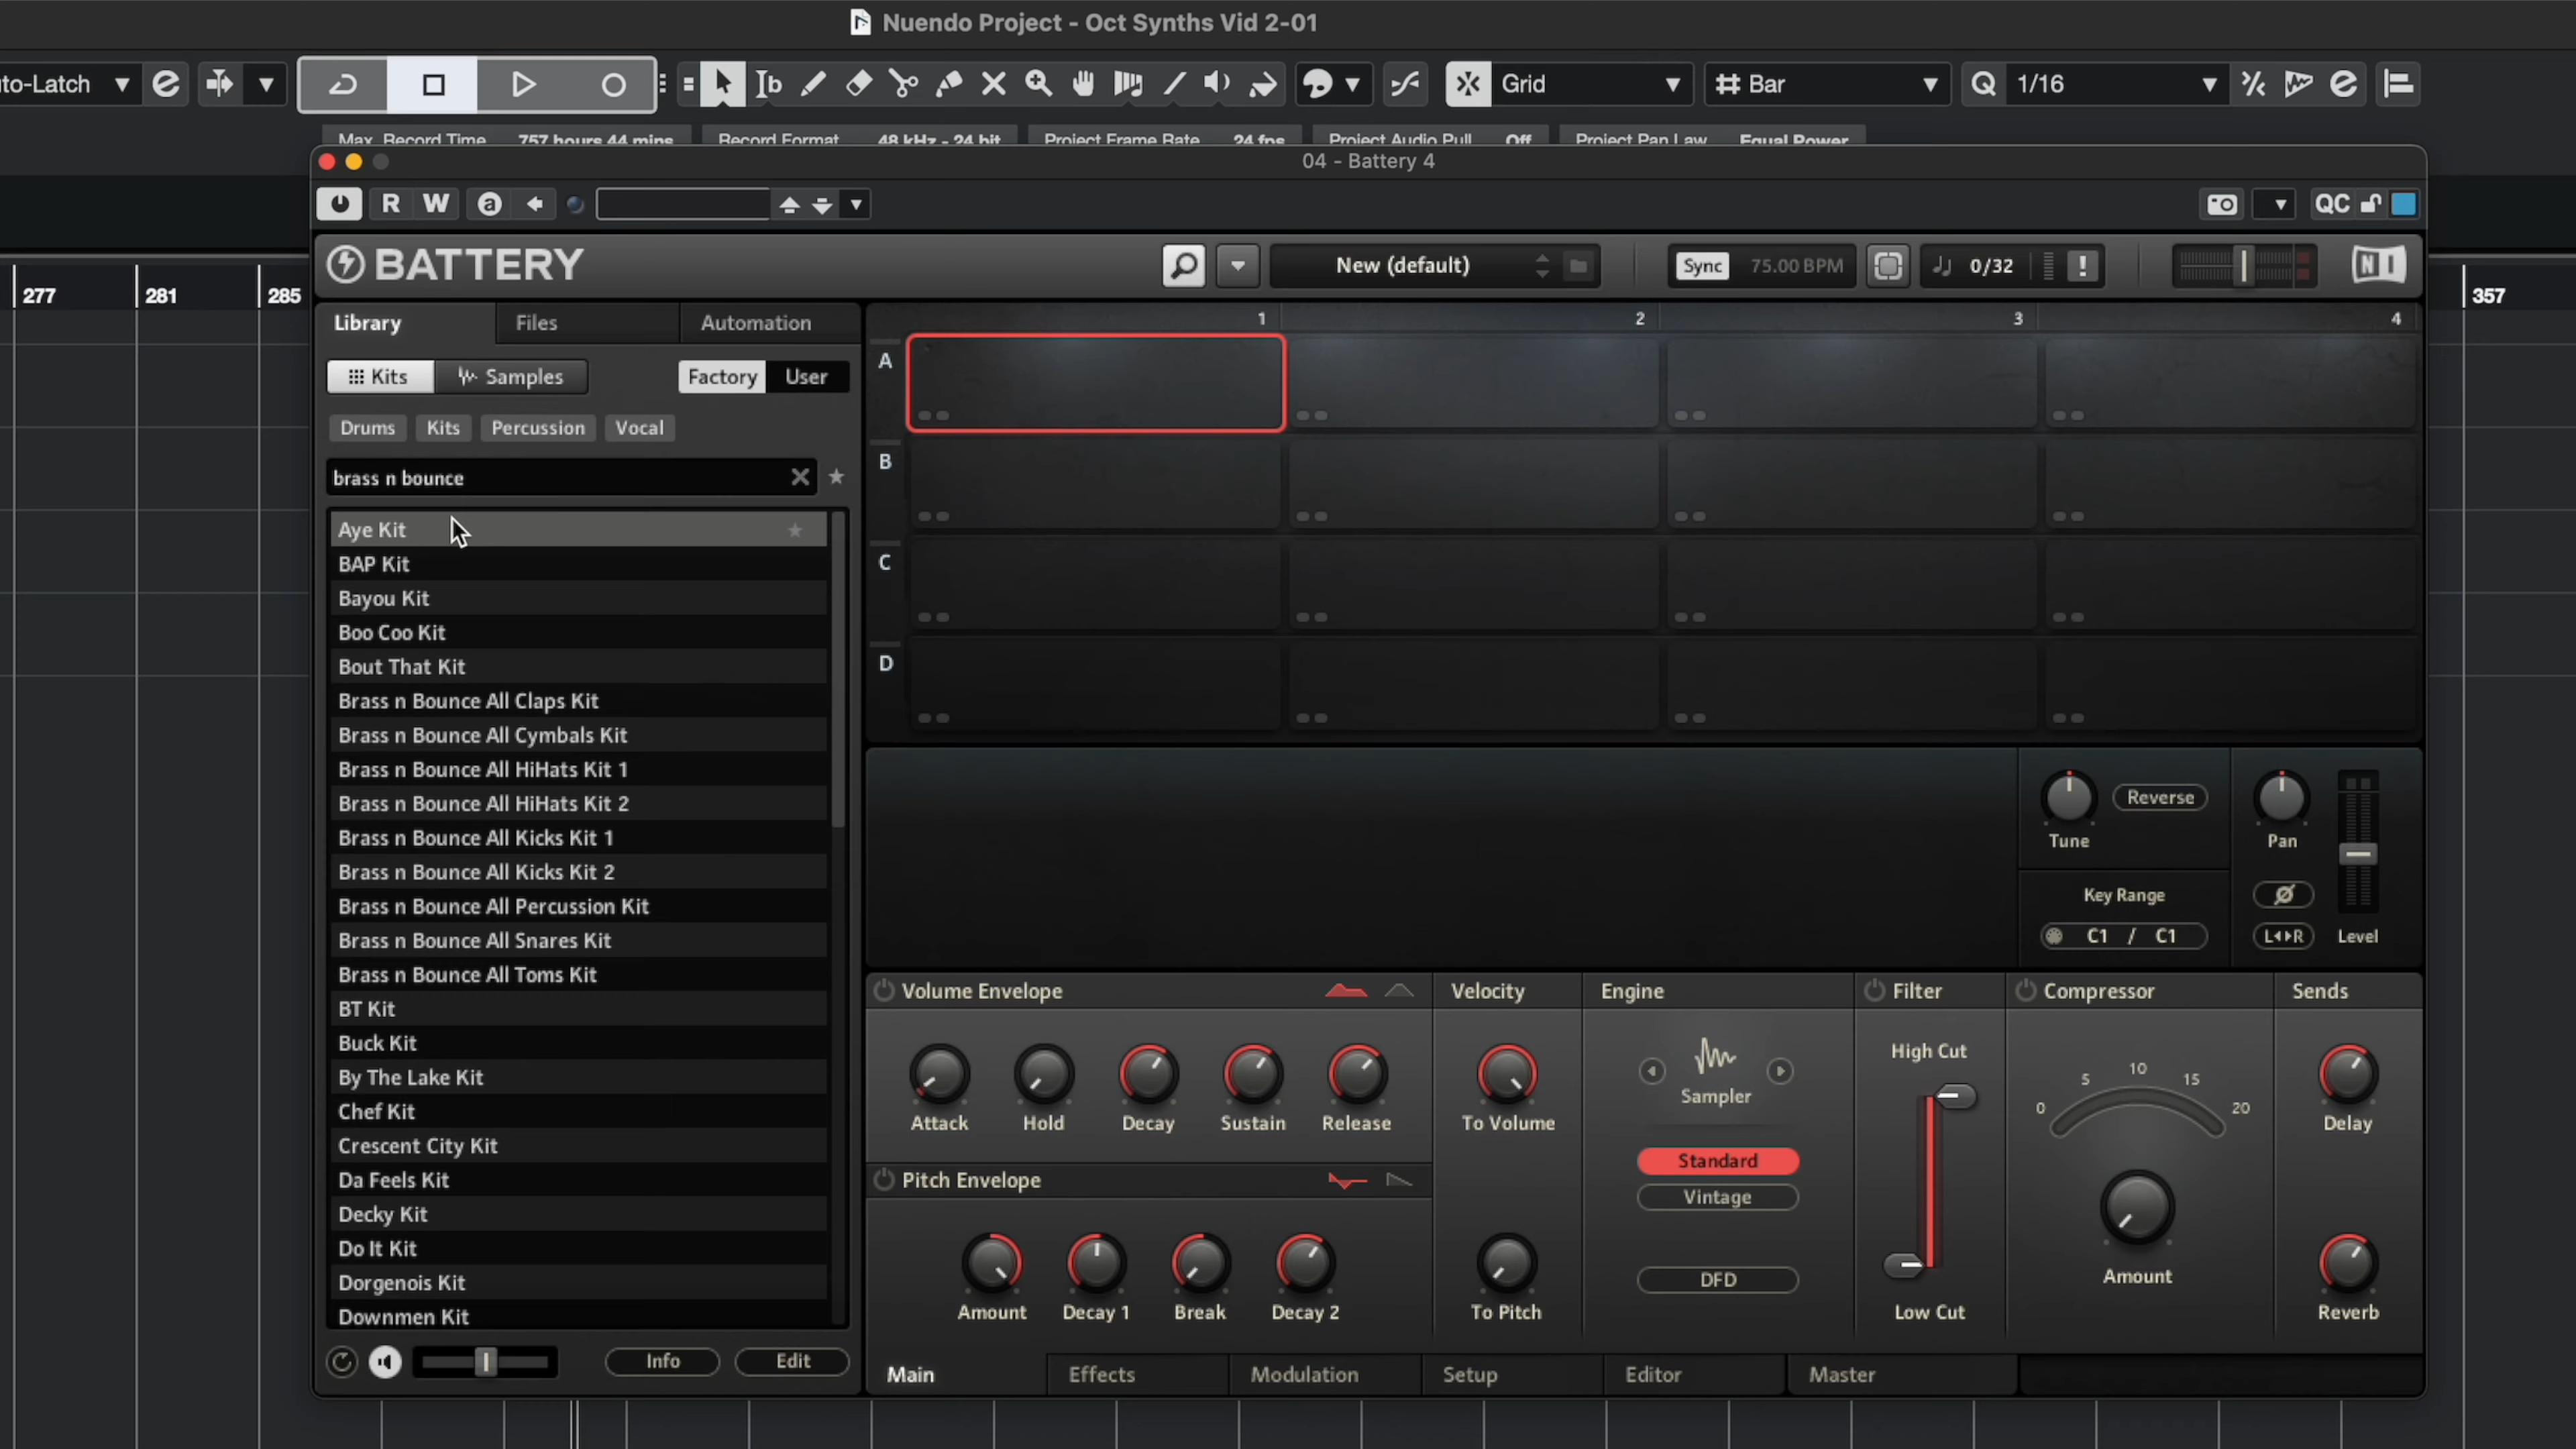 Nuendo Project - Oct Synths Vid 2-01
to-Latch Grid Bar Q 1/16
Max. Record Time 757 hours 44 mins Record Format 48 kHz - 24 bit Project Frame Rate 24 fps Project Audio Pull Off Project Pan Law Equal Power
04 - Battery 4
R W a QC
BATTERY New (default) Sync 75.00 BPM 0/32 ! NI
277 281 285 357
Library Files Automation
1 2 3 4
Kits Samples Factory User
Drums Kits Percussion Vocal
brass n bounce
A
B
C
D
Aye Kit
BAP Kit
Bayou Kit
Boo Coo Kit
Bout That Kit
Brass n Bounce All Claps Kit
Brass n Bounce All Cymbals Kit
Brass n Bounce All HiHats Kit 1
Brass n Bounce All HiHats Kit 2
Brass n Bounce All Kicks Kit 1
Brass n Bounce All Kicks Kit 2
Brass n Bounce All Percussion Kit
Brass n Bounce All Snares Kit
Brass n Bounce All Toms Kit
BT Kit
Buck Kit
By The Lake Kit
Chef Kit
Crescent City Kit
Da Feels Kit
Decky Kit
Do It Kit
Dorgenois Kit
Downmen Kit
Info Edit
Reverse
Tune Pan
Key Range
C1 / C1 L R Level
Volume Envelope Velocity Engine Filter Compressor Sends
High Cut
0 5 10 15 20
Sampler
Attack Hold Decay Sustain Release To Volume Delay
Standard
Vintage
Pitch Envelope
DFD
Amount
Amount Decay 1 Break Decay 2 To Pitch Low Cut Reverb
Main Effects Modulation Setup Editor Master